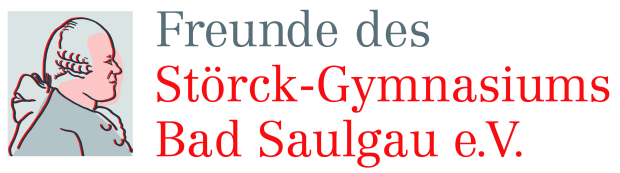 Freunde des
Störck-Gymnasiums
Bad Saulgau e.V.